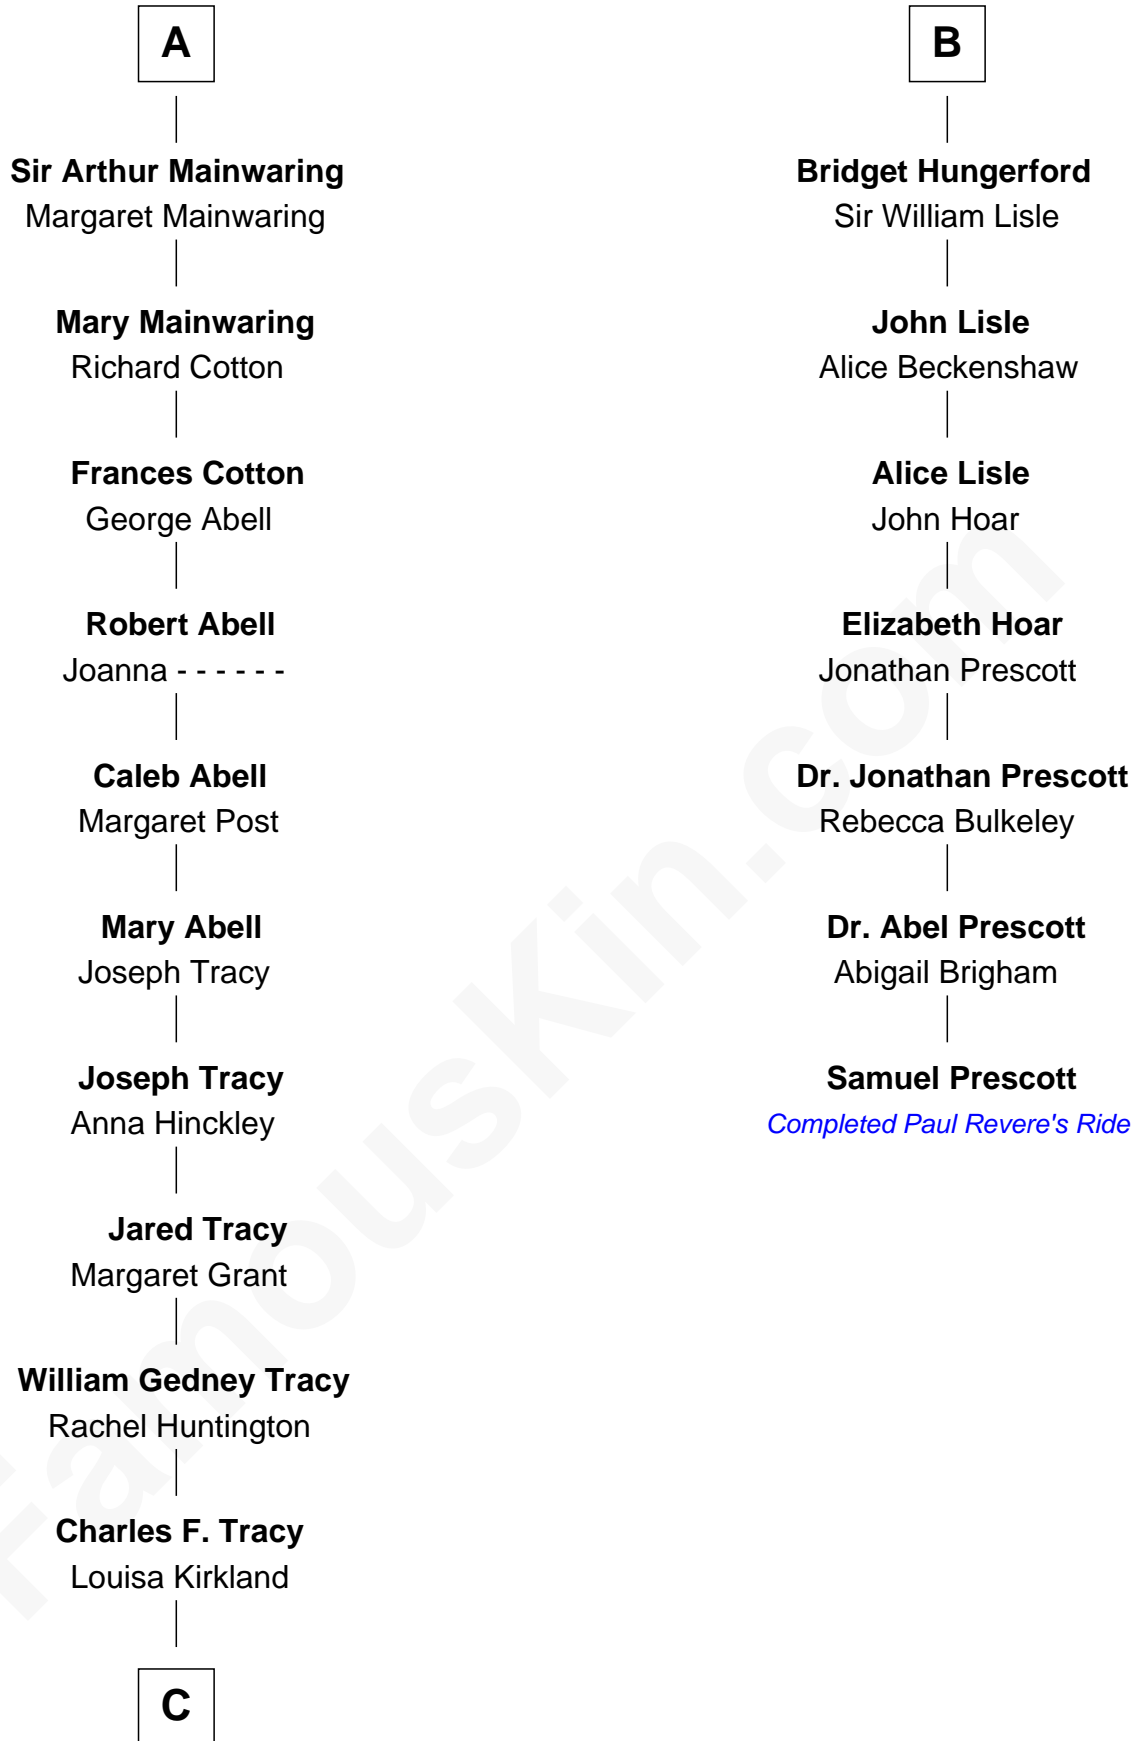 A
Sir Arthur Mainwaring
Margaret Mainwaring
Mary Mainwaring
Richard Cotton
Frances Cotton
George Abell
Robert Abell
Joanna - - - - - -
Caleb Abell
Margaret Post
Mary Abell
Joseph Tracy
Joseph Tracy
Anna Hinckley
Jared Tracy
Margaret Grant
William Gedney Tracy
Rachel Huntington
Charles F. Tracy
Louisa Kirkland
C
B
Bridget Hungerford
Sir William Lisle
John Lisle
Alice Beckenshaw
Alice Lisle
John Hoar
Elizabeth Hoar
Jonathan Prescott
Dr. Jonathan Prescott
Rebecca Bulkeley
Dr. Abel Prescott
Abigail Brigham
Samuel Prescott
Completed Paul Revere's Ride
FamousKin.com